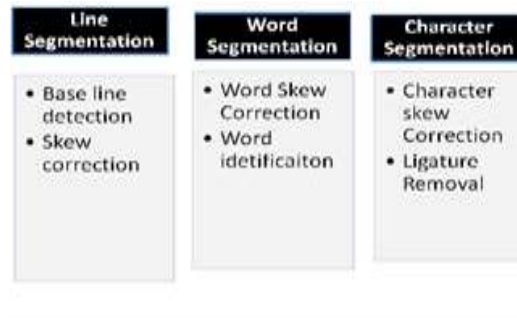 Line
Segmentation
• Base line
detection
• Skew
correction
Word
Segmentation
• Word Skew
Correction
• Word
idetificaiton
Character
Segmentation
• Character
skew
Correction
• Ligature
Removal